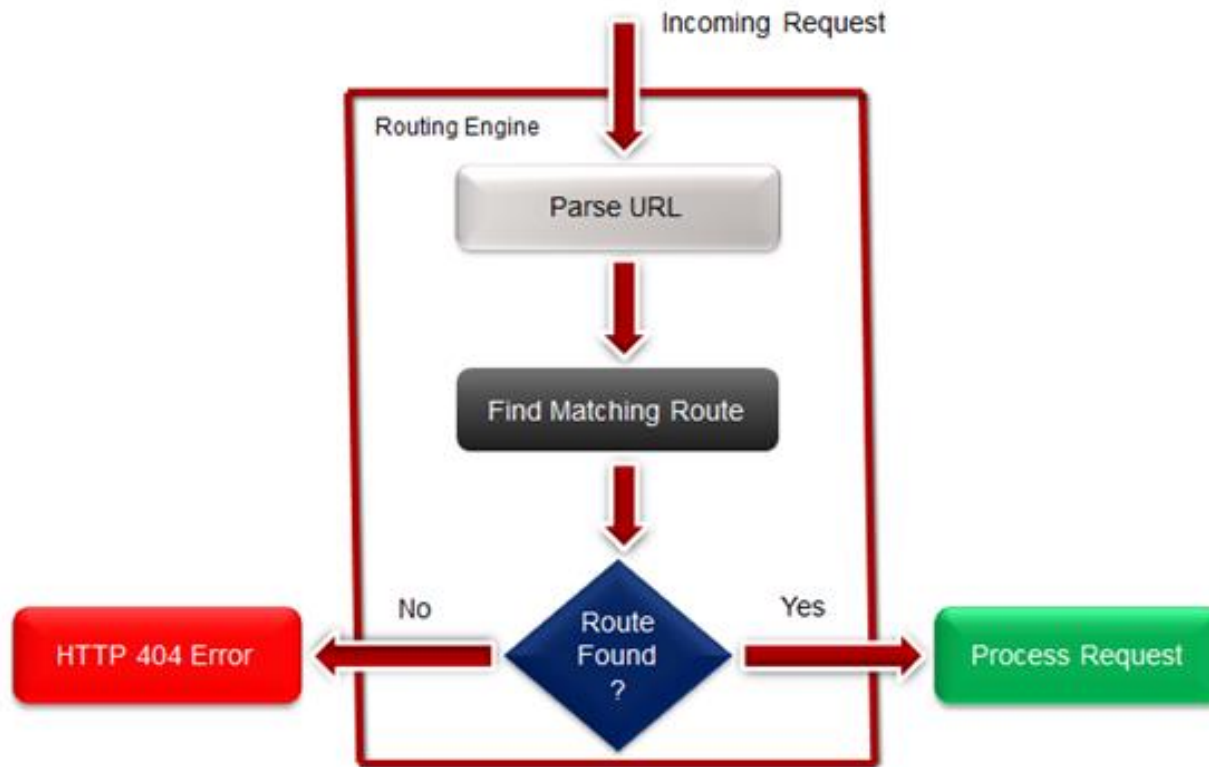 Incoming Request
Routing Engine
Parse URL
Find Matching Route
No
Yes
Route
Found
?
HTTP 404 Error
Process Request